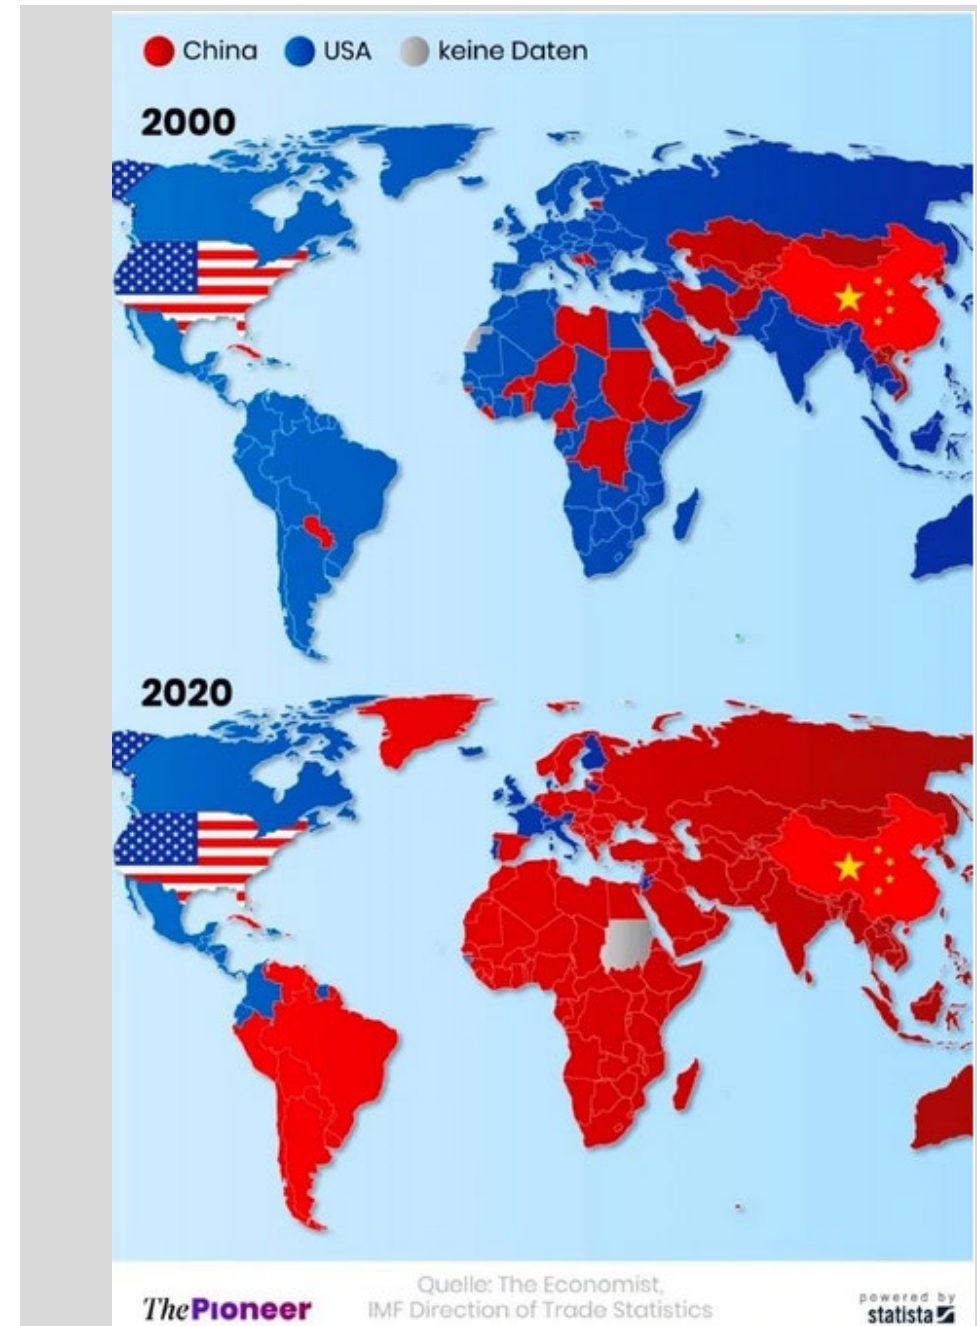 China USA keine Daten
2000
2020
ThePioneer
Quelle: The Economist,
IMF Direction of Trade Statistics
powered by
statista